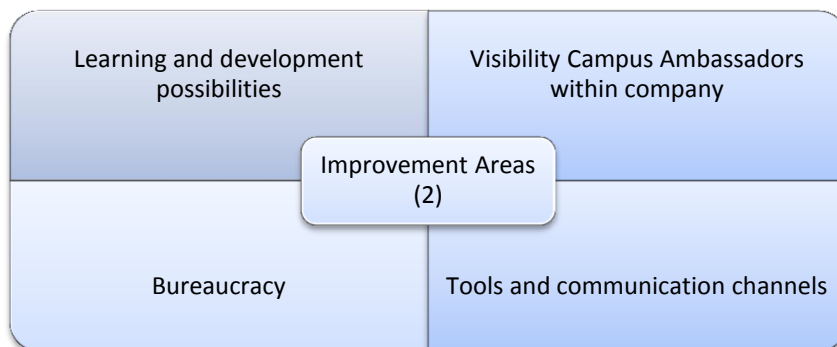 Learning and development
possibilities
Visibility Campus Ambassadors
within company
Improvement Areas
(2)
Bureaucracy
Tools and communication channels